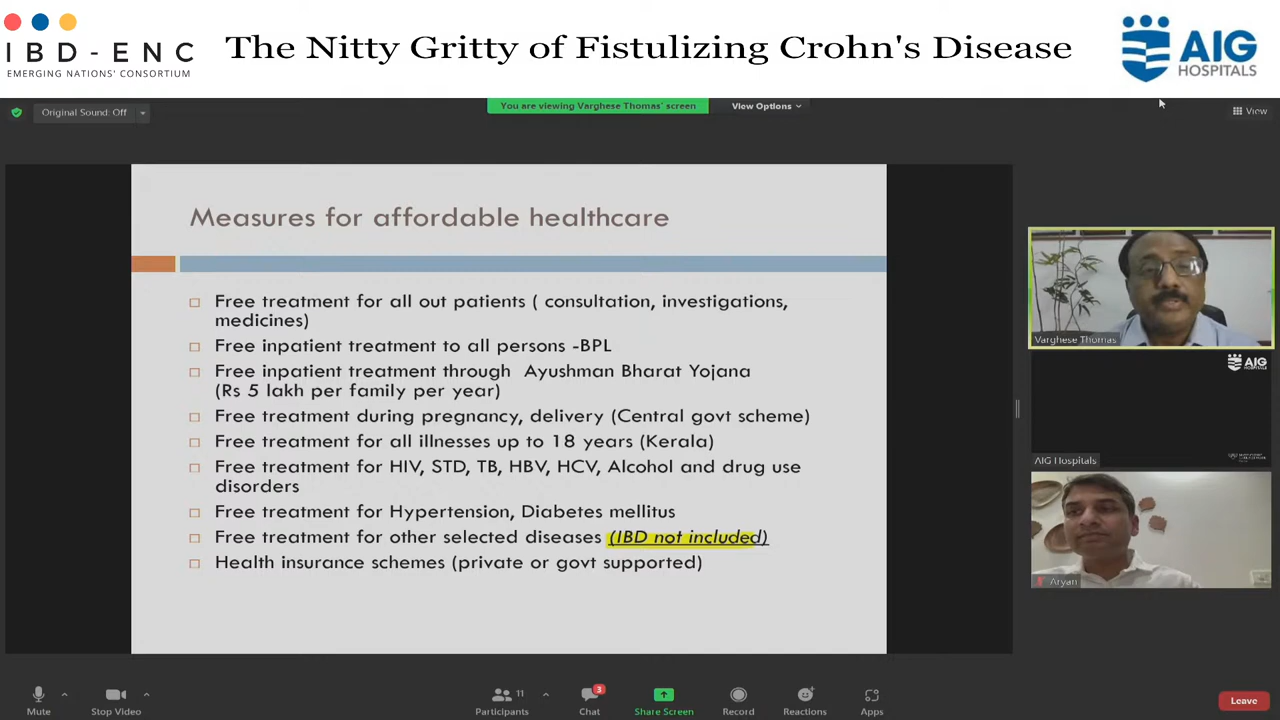 IBD-ENC
EMERGING NATIONS' CONSORTIUM
The Nitty Gritty of Fistulizing Crohn's Disease
AIG
HOSPITALS
Original Sound: Off
You are viewing Varghese Thomas' screen
View Options
View
Measures for affordable healthcare
Free treatment for all out patients ( consultation, investigations,
medicines)
Free inpatient treatment to all persons -BPL
Free inpatient treatment through Ayushman Bharat Yojana
(Rs 5 lakh per family per year)
Free treatment during pregnancy, delivery (Central govt scheme)
Free treatment for all illnesses up to 18 years (Kerala)
Free treatment for HIV, STD, TB, HBV, HCV, Alcohol and drug use
disorders
Free treatment for Hypertension, Diabetes mellitus
Free treatment for other selected diseases (IBD not included)
Health insurance schemes (private or govt supported)
Varghese Thomas
AIG
HOSPITALS
AIG Hospitals
Aryan
Mute
Stop Video
11
Participants
3
Chat
Share Screen
Record
Reactions
Apps
Leave